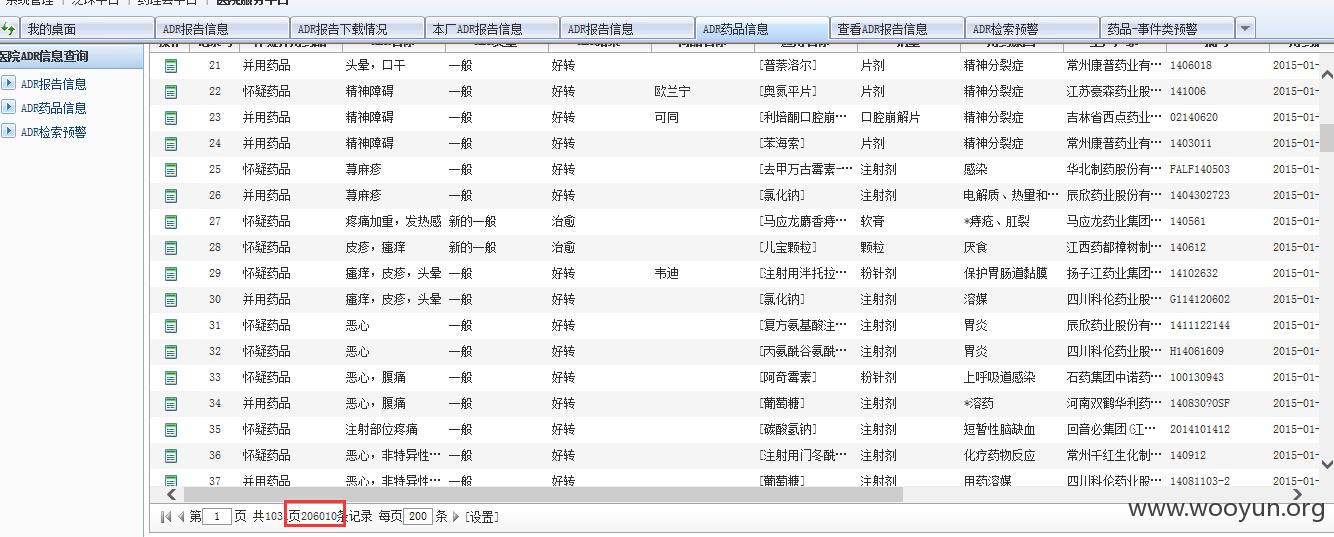 系统管理 泛珠平台 药理会平台 医院服务平台
我的桌面 ADR报告信息 ADR报告下载情况 本厂ADR报告信息 ADR报告信息 ADR药品信息 查看ADR报告信息 ADR检索预警 药品-事件类预警
医院ADR信息查询
ADR报告信息
ADR药品信息
ADR检索预警
21 并用药品 头晕，口干 一般 好转 [普萘洛尔] 片剂 精神分裂症 常州康普药业有… 1406018 2015-01-
22 怀疑药品 精神障碍 一般 好转 欧兰宁 [奥氮平片] 片剂 精神分裂症 江苏豪森药业股… 141006 2015-01-
23 怀疑药品 精神障碍 一般 好转 可同 [利培酮口腔崩… 口腔崩解片 精神分裂症 吉林省西点药业… 02140620 2015-01-
24 并用药品 精神障碍 一般 好转 [苯海索] 片剂 精神分裂症 常州康普药业有… 1403011 2015-01-
25 怀疑药品 荨麻疹 一般 好转 [去甲万古霉素… 注射剂 感染 华北制药股份有… FALF140503 2015-01-
26 并用药品 荨麻疹 一般 好转 [氯化钠] 注射剂 电解质、热量和… 辰欣药业股份有… 1404302723 2015-01-
27 怀疑药品 疼痛加重，发热感 新的一般 治愈 [马应龙麝香痔… 软膏 *痔疮、肛裂 马应龙药业集团… 140561 2015-01-
28 怀疑药品 皮疹，瘙痒 新的一般 治愈 [儿宝颗粒] 颗粒 厌食 江西药都樟树制… 140612 2015-01-
29 怀疑药品 瘙痒，皮疹，头晕 一般 好转 韦迪 [注射用泮托拉… 粉针剂 保护胃肠道黏膜 扬子江药业集团… 14102632 2015-01-
30 并用药品 瘙痒，皮疹，头晕 一般 好转 [氯化钠] 注射剂 溶媒 四川科伦药业股… G114120602 2015-01-
31 怀疑药品 恶心 一般 好转 [复方氨基酸注… 注射剂 胃炎 辰欣药业股份有… 1411122144 2015-01-
32 怀疑药品 恶心 一般 好转 [丙氨酰谷氨酰… 注射剂 胃炎 四川科伦药业股… H14061609 2015-01-
33 怀疑药品 恶心，腹痛 一般 好转 [阿奇霉素] 粉针剂 上呼吸道感染 石药集团中诺药… 100130943 2015-01-
34 并用药品 恶心，腹痛 一般 好转 [葡萄糖] 注射剂 *溶药 河南双鹤华利药… 140830?OSF 2015-01-
35 怀疑药品 注射部位疼痛 一般 好转 [碳酸氢钠] 注射剂 短暂性脑缺血 回音必集团(江… 2014101412 2015-01-
36 怀疑药品 恶心，非特异性… 一般 好转 [注射用门冬酰… 注射剂 化疗药物反应 常州千红生化制… 140912 2015-01-
37 并用药品 恶心，非特异性… 一般 好转 [葡萄糖] 注射剂 用药溶媒 四川科伦药业股… 14081103-2 2015-01-
第 1 页 共103 页206010条记录 每页 200 条 [设置]
www.wooyun.org